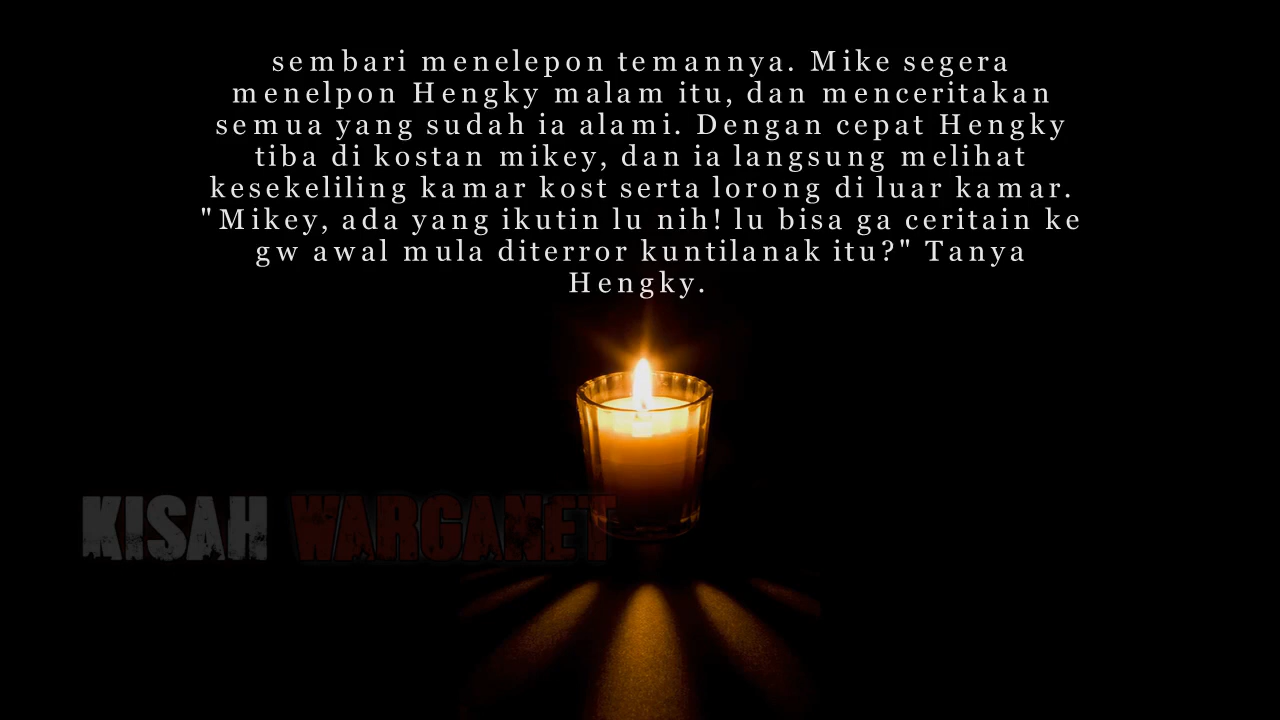 sembari menelepon temannya. Mike segera
menelpon Hengky malam itu, dan menceritakan
semua yang sudah ia alami. Dengan cepat Hengky
tiba di kostan mikey, dan ia langsung melihat
kesekeliling kamar kost serta lorong di luar kamar.
"Mikey, ada yang ikutin lu nih! lu bisa ga ceritain ke
gw awal mula diterror kuntilanak itu?" Tanya
Hengky.
KISAH WARGANET